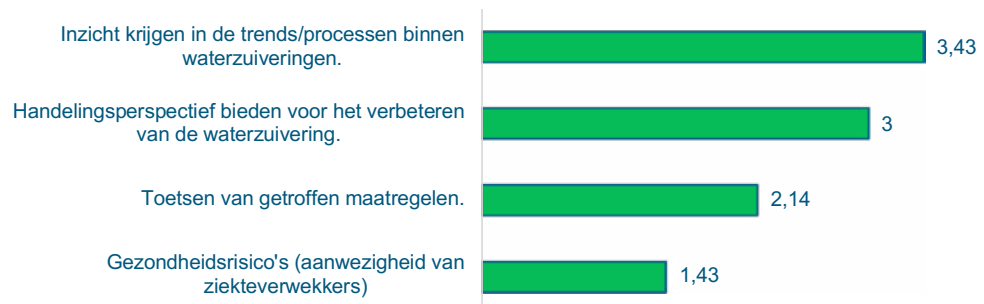 Inzicht krijgen in de trends/processen binnen
waterzuiveringen.
3,43
Handelingsperspectief bieden voor het verbeteren
van de waterzuivering.
3
Toetsen van getroffen maatregelen.
2,14
Gezondheidsrisico's (aanwezigheid van
ziekteverwekkers)
1,43